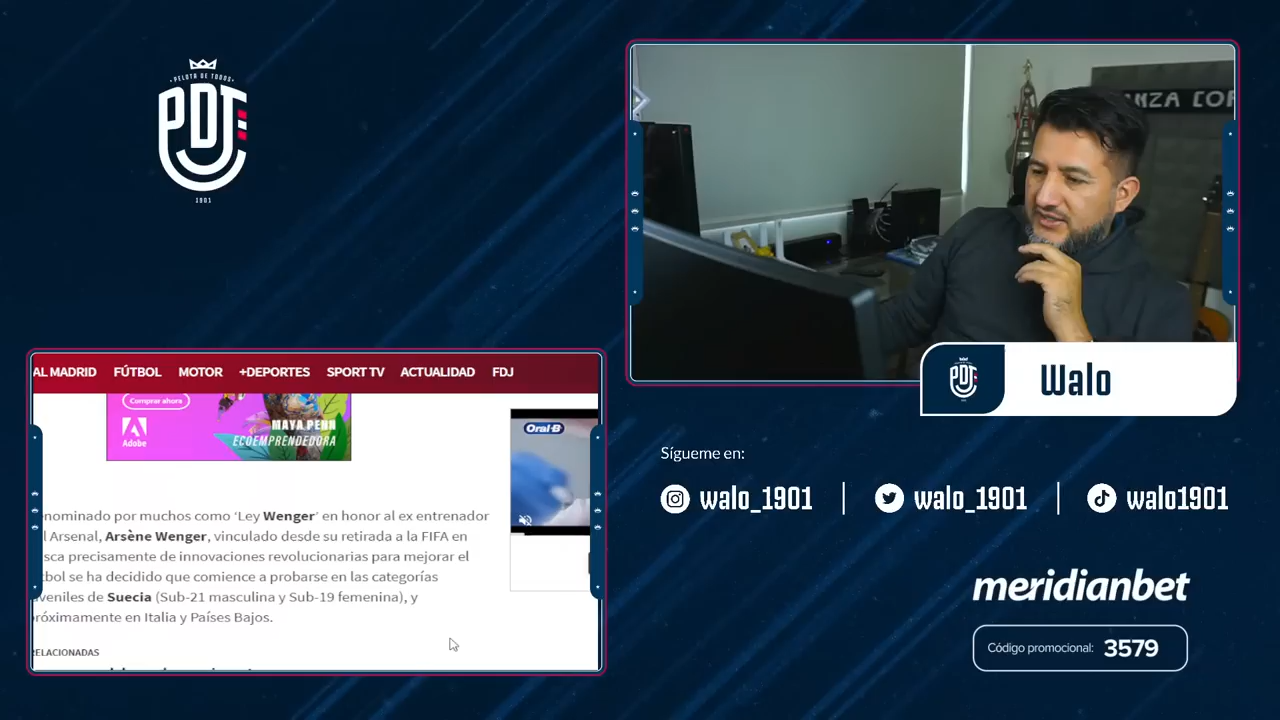 · PELOTA DE TODOS ·
PDT
1901
NZA COR
Walo
Sígueme en:
walo_1901
walo_1901
walo1901
meridianbet
Código promocional: 3579
AL MADRID FÚTBOL MOTOR +DEPORTES SPORT TV ACTUALIDAD FDJ
Comprar ahora
Adobe
MAYA PENN
ECOEMPRENDEDORA
Oral-B
enominado por muchos como ‘Ley Wenger’ en honor al ex entrenador
l Arsenal, Arsène Wenger, vinculado desde su retirada a la FIFA en
sca precisamente de innovaciones revolucionarias para mejorar el
tbol se ha decidido que comience a probarse en las categorías
veniles de Suecia (Sub-21 masculina y Sub-19 femenina), y
róximamente en Italia y Países Bajos.
RELACIONADAS